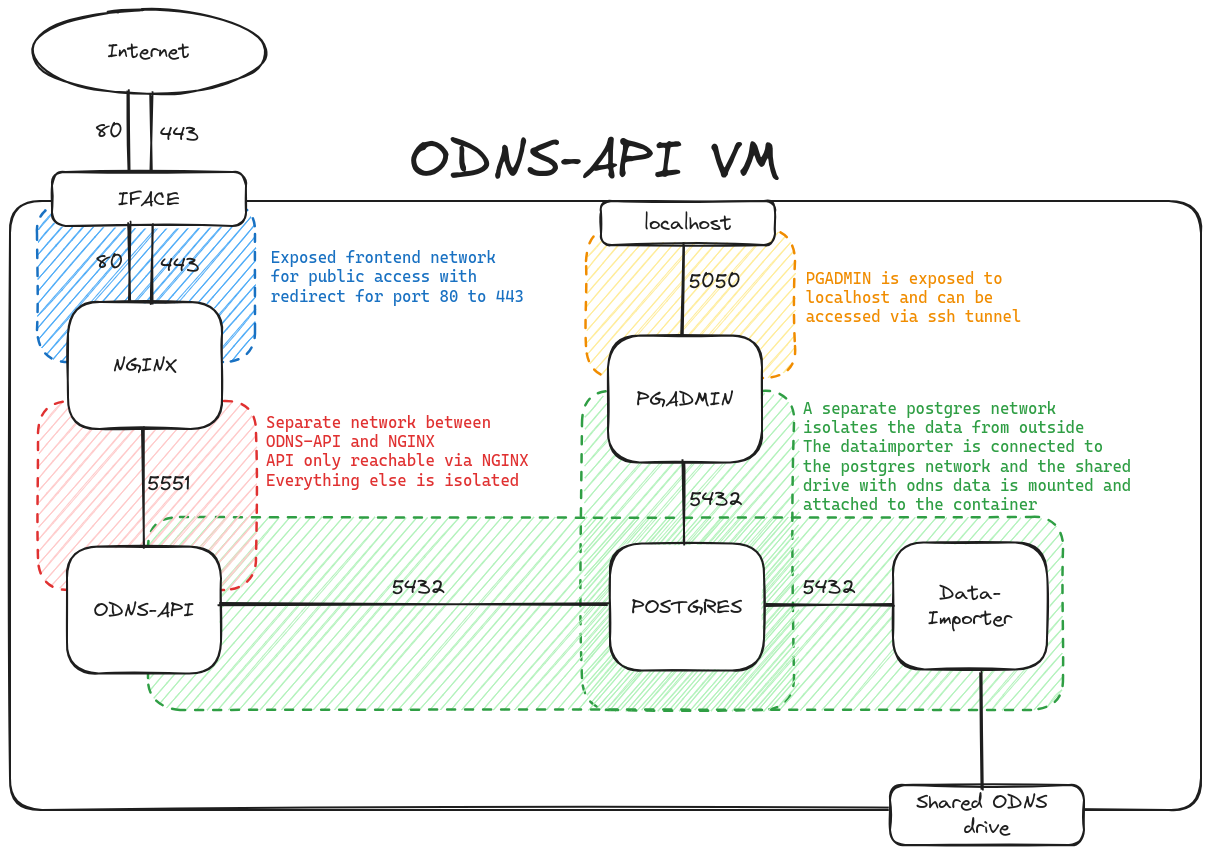 Internet
80
443
ODNS-API VM
IFACE
localhost
80
443
Exposed frontend network
for public access with
redirect for port 80 to 443
5050
PGADMIN is exposed to
localhost and can be
accessed via ssh tunnel
NGINX
PGADMIN
Separate network between
ODNS-API and NGINX
API only reachable via NGINX
Everything else is isolated
A separate postgres network
isolates the data from outside
The dataimporter is connected to
the postgres network and the shared
drive with odns data is mounted and
attached to the container
5551
5432
ODNS-API
5432
POSTGRES
5432
Data-
Importer
Shared ODNS
drive